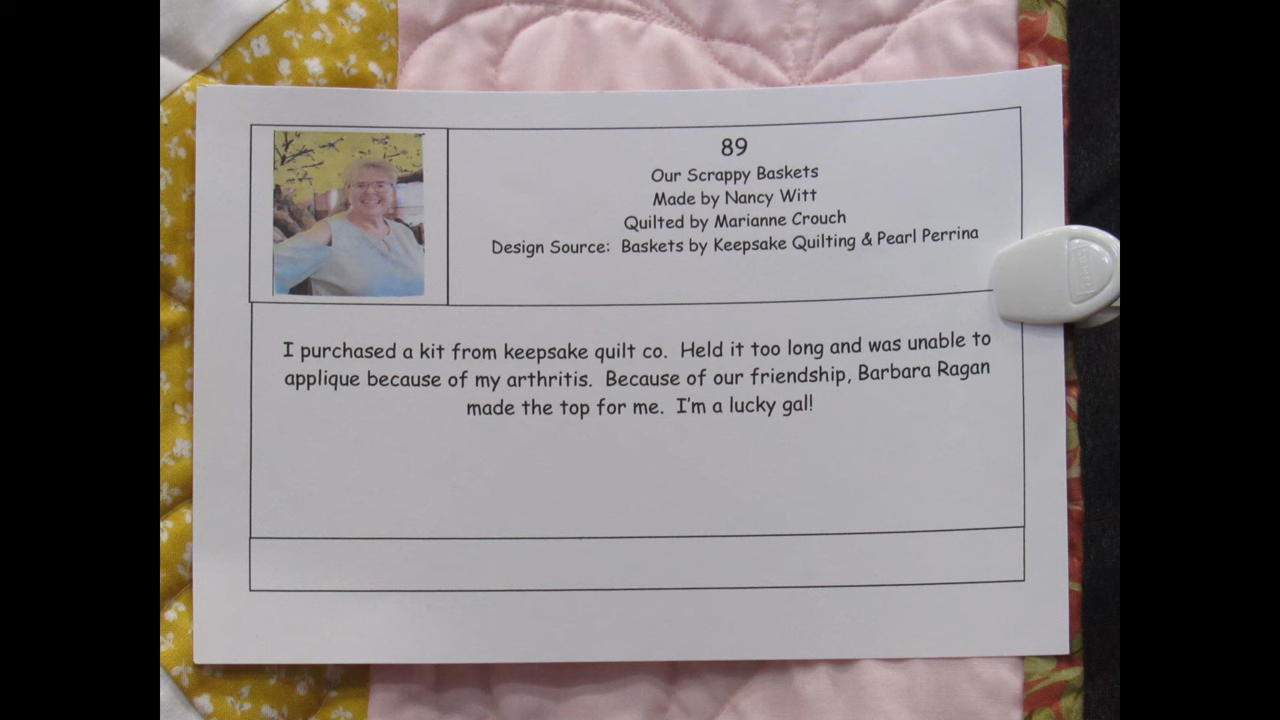 89
Our Scrappy Baskets
Made by Nancy Witt
Quilted by Marianne Crouch
Design Source: Baskets by Keepsake Quilting & Pearl Perrina
I purchased a kit from keepsake quilt co. Held it too long and was unable to
applique because of my arthritis. Because of our friendship, Barbara Ragan
made the top for me. I'm a lucky gal!